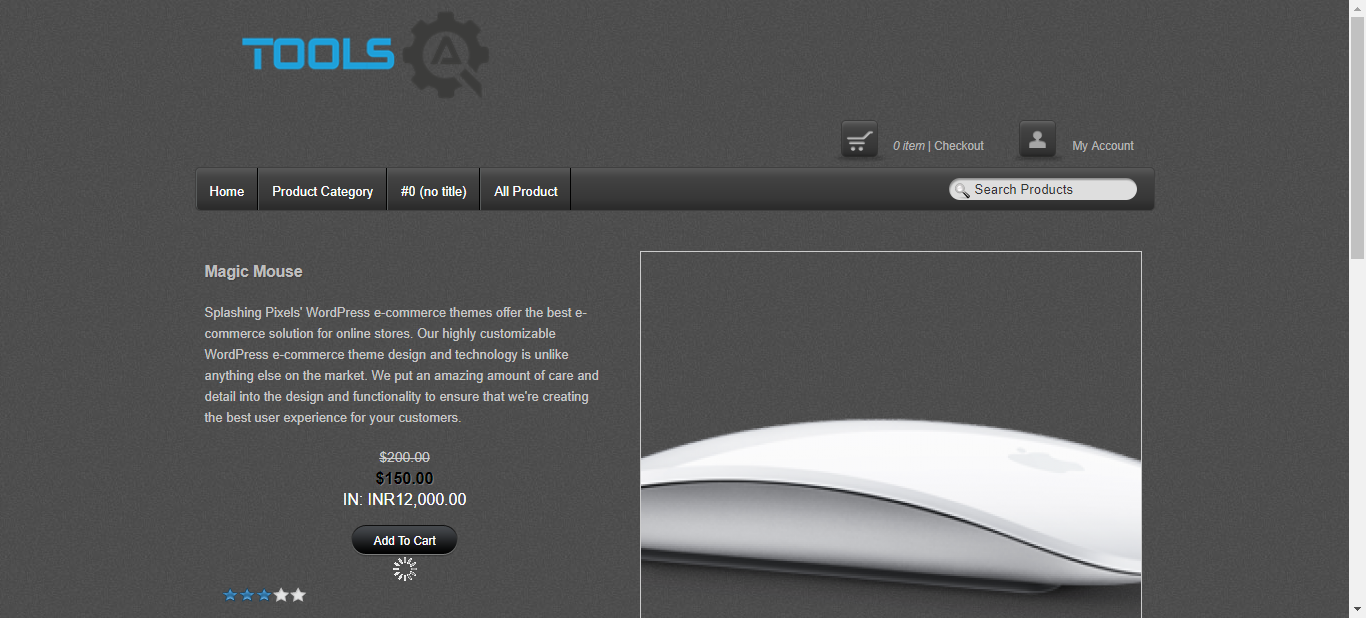 TOOLS QA
0 item | Checkout
My Account
Home
Product Category
#0 (no title)
All Product
Search Products
Magic Mouse
Splashing Pixels' WordPress e-commerce themes offer the best e-
commerce solution for online stores. Our highly customizable
WordPress e-commerce theme design and technology is unlike
anything else on the market. We put an amazing amount of care and
detail into the design and functionality to ensure that we're creating
the best user experience for your customers.
$200.00
$150.00
IN: INR12,000.00
Add To Cart